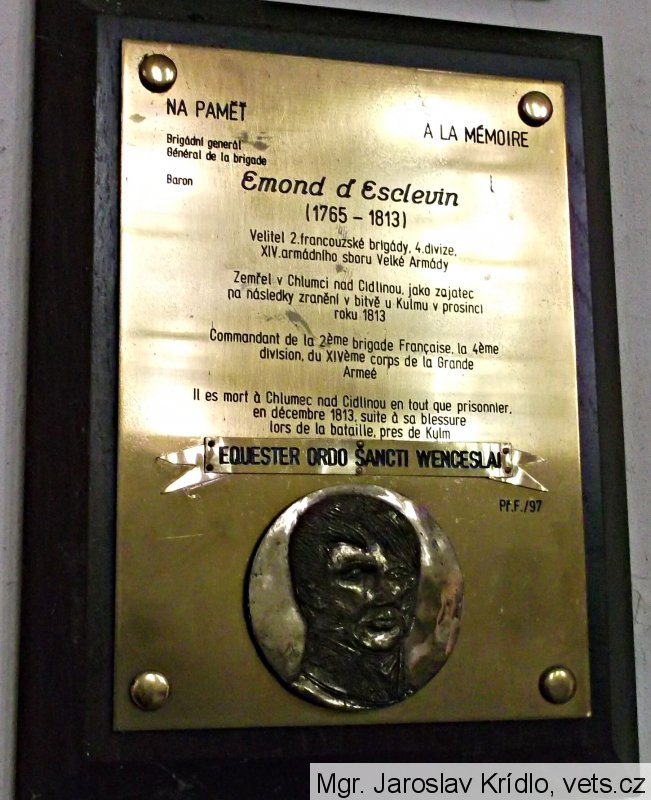 NA PAMĚŤ
A LA MÉMOIRE
Brigádní generál
Général de la brigade
Baron
Emond d'Esclevin
(1765 - 1813)
Velitel 2.francouzské brigády, 4.divize,
XIV.armádního sboru Velké Armády
Zemřel v Chlumci nad Cidlinou, jako zajatec
na následky zranění v bitvě u Kulmu v prosinci
roku 1813
Commandant de la 2ème brigade Française, la 4ème
division, du XIVème corps de la Grande
Armeé
Il es mort à Chlumec nad Cidlinou en tout que prisonnier,
en décembre 1813, suite à sa blessure
lors de la bataille, pres de Kulm
EQUESTER ORDO ŠANCTI WENCESLAI
Př.F./97
Mgr. Jaroslav Krídlo, vets.cz